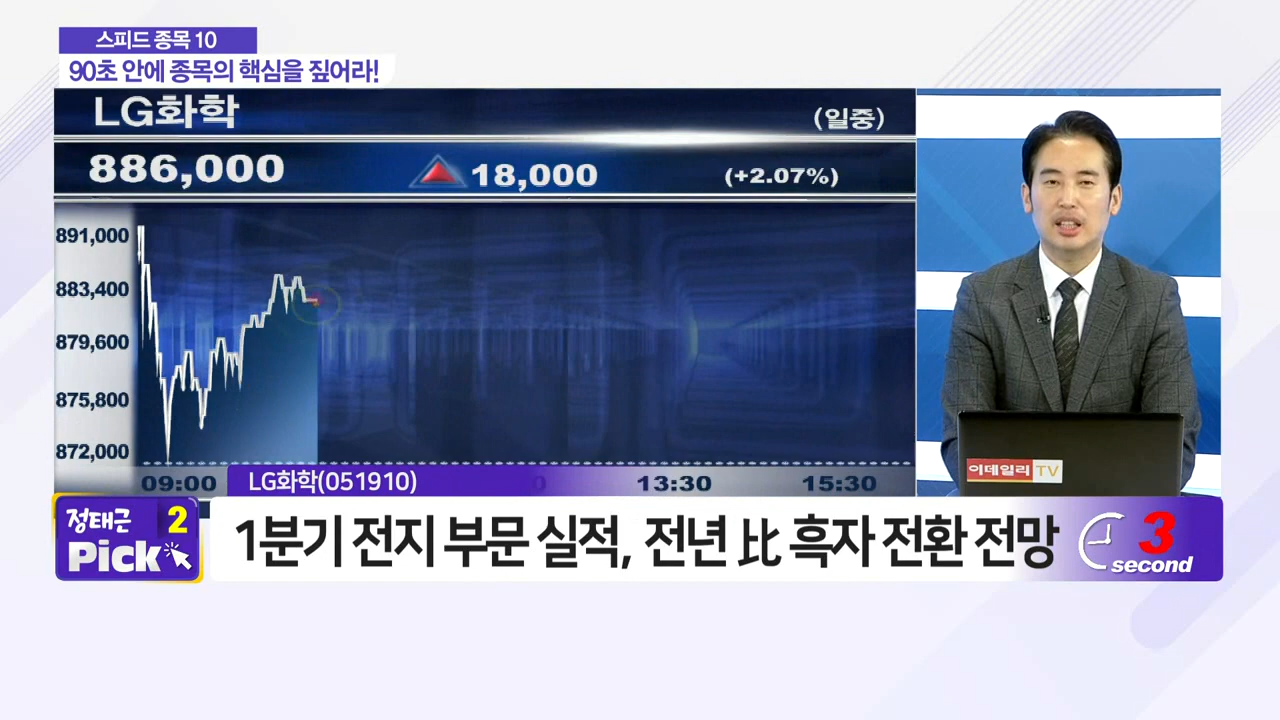 스피드 종목 10
90초 안에 종목의 핵심을 짚어라!
LG화학
(일중)
886,000
18,000
(+2.07%)
891,000
883,400
879,600
875,800
872,000
09:00
0
13:30
15:30
LG화학(051910)
이데일리 TV
정태근 2
Pick
1분기 전지 부문 실적, 전년 比 흑자 전환 전망
3
second